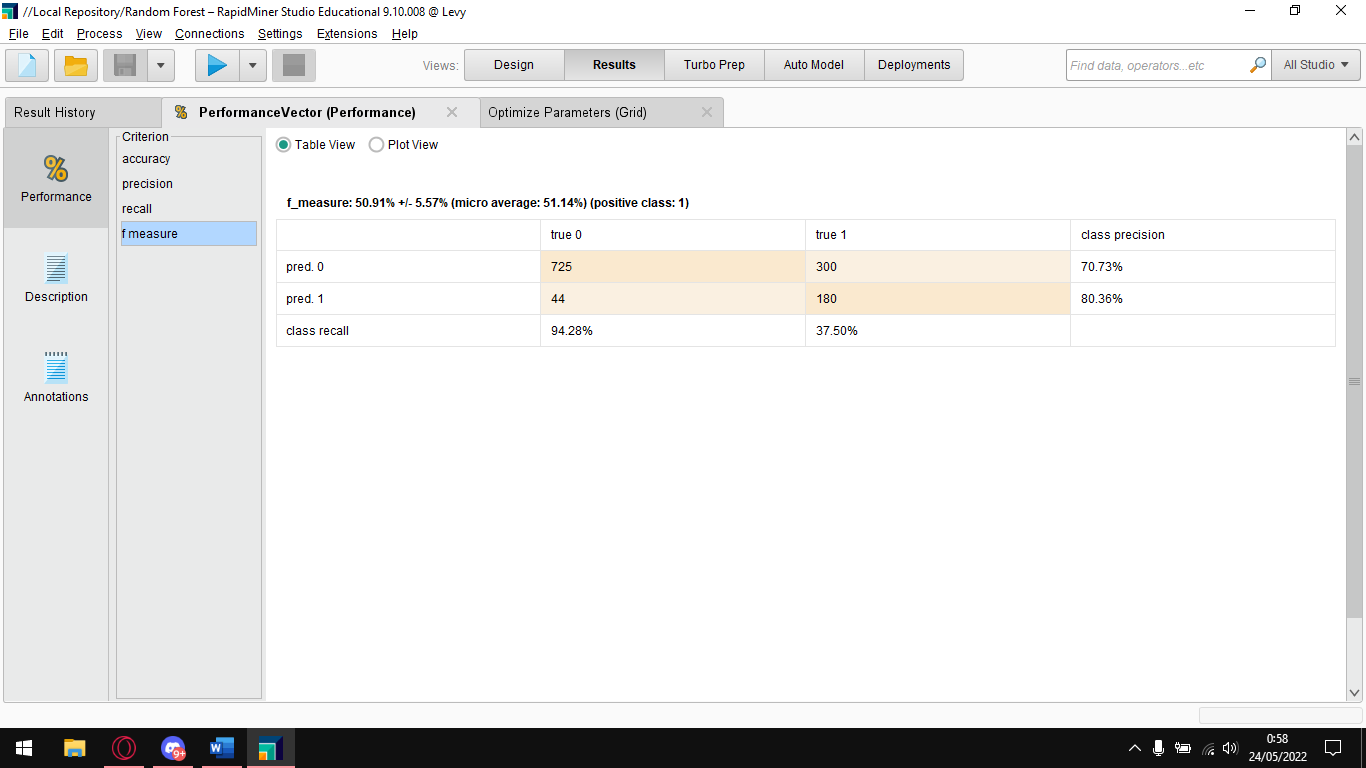 //Local Repository/Random Forest – RapidMiner Studio Educational 9.10.008 @ Levy
File Edit Process View Connections Settings Extensions Help
Views: Design Results Turbo Prep Auto Model Deployments Find data, operators...etc All Studio
Result History % PerformanceVector (Performance) Optimize Parameters (Grid)
%
Performance
Description
Annotations
Criterion
accuracy
precision
recall
f measure
Table View Plot View
f_measure: 50.91% +/- 5.57% (micro average: 51.14%) (positive class: 1)
true 0 true 1 class precision
pred. 0 725 300 70.73%
pred. 1 44 180 80.36%
class recall 94.28% 37.50%
9+
W
0:58
24/05/2022